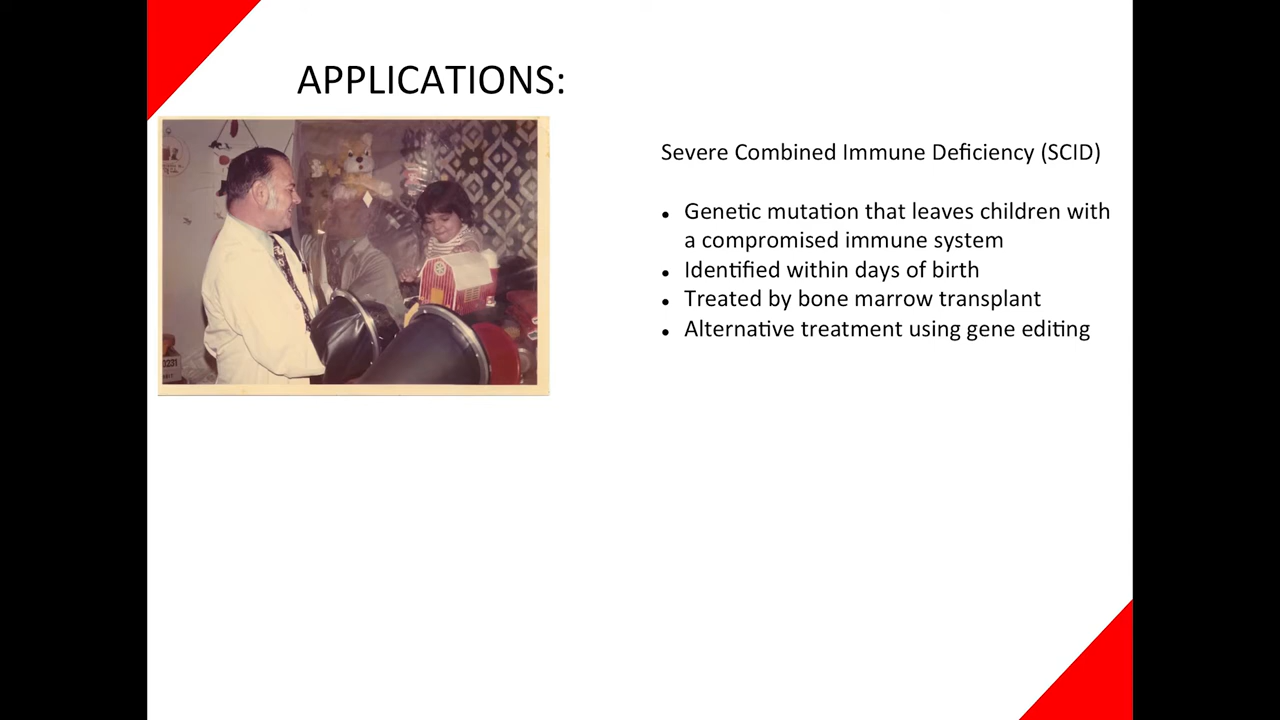 APPLICATIONS:
Severe Combined Immune Deficiency (SCID)
• Genetic mutation that leaves children with
a compromised immune system
• Identified within days of birth
• Treated by bone marrow transplant
• Alternative treatment using gene editing
0231